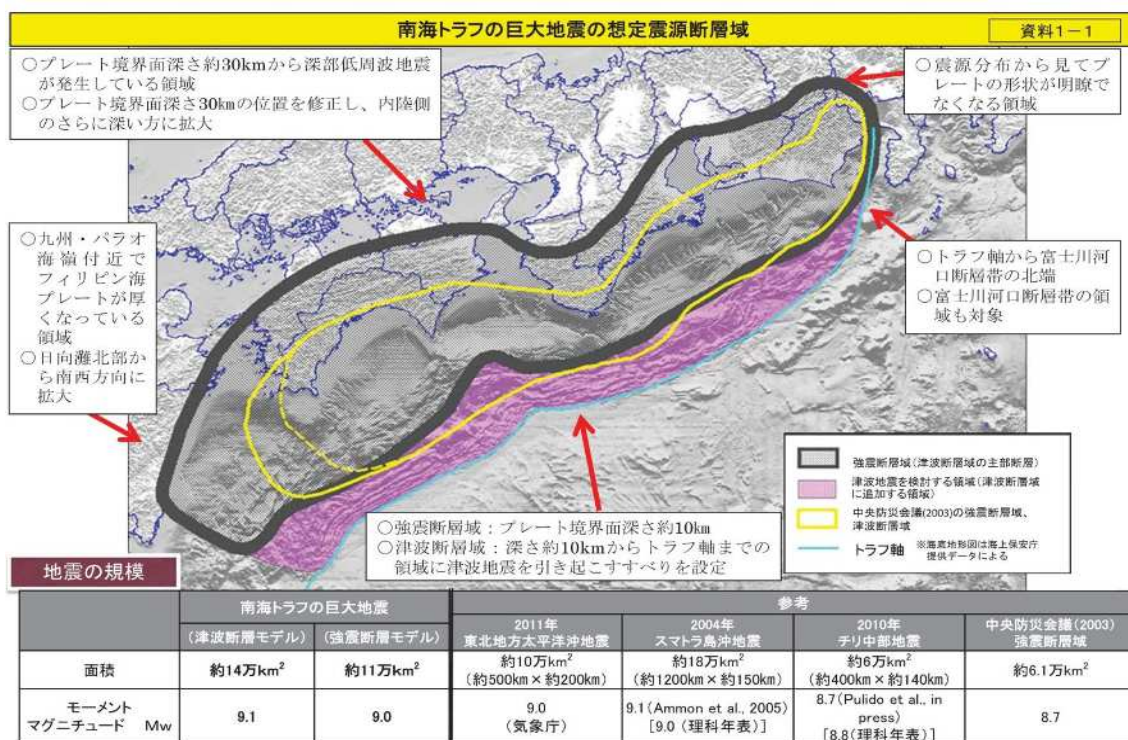 南海トラフの巨大地震の想定震源断層域
資料1－1
○プレート境界面深さ約30kmから深部低周波地震
が発生している領域
○プレート境界面深さ30kmの位置を修正し、内陸側
のさらに深い方に拡大
○震源分布から見てプ
レートの形状が明瞭で
なくなる領域
○九州・パラオ
海嶺付近で
フィリピン海
プレートが厚
くなっている
領域
○日向灘北部か
ら南西方向に
拡大
○トラフ軸から富士川河
口断層帯の北端
○富士川河口断層帯の領
域も対象
○強震断層域：プレート境界面深さ約10km
○津波断層域：深さ約10kmからトラフ軸までの
領域に津波地震を引き起こすすべりを設定
強震断層域(津波断層域の主部断層)
津波地震を検討する領域(津波断層域
に追加する領域)
中央防災会議(2003)の強震断層域、
津波断層域
トラフ軸 ※海底地形図は海上保安庁
提供データによる
地震の規模
南海トラフの巨大地震
参考
(津波断層モデル)
(強震断層モデル)
2011年
東北地方太平洋沖地震
2004年
スマトラ島沖地震
2010年
チリ中部地震
中央防災会議(2003)
強震断層域
面積
約14万km²
約11万km²
約10万km²
(約500km×約200km)
約18万km²
(約1200km×約150km)
約6万km²
(約400km×約140km)
約6.1万km²
モーメント
マグニチュード Mw
9.1
9.0
9.0
(気象庁)
9.1(Ammon et al., 2005)
[9.0 (理科年表)]
8.7(Pulido et al., in
press)
[8.8(理科年表)]
8.7